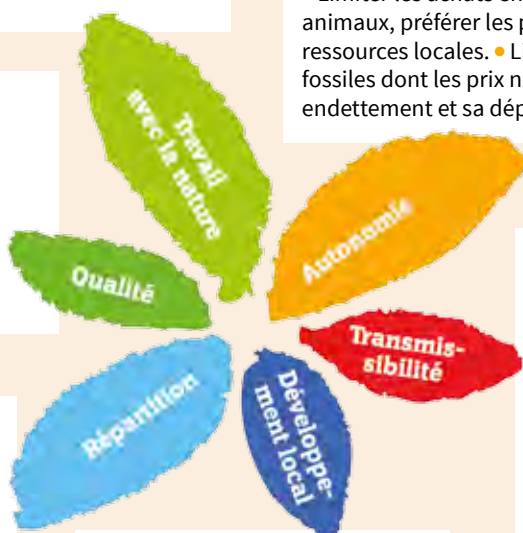 animaux, préférer les p
ressources locales. • L'
fossiles dont les prix n
endettement et sa dép
Travail
avec la nature
Autonomie
Qualité
Transmis-
sibilité
Répartition
Développe-
ment local